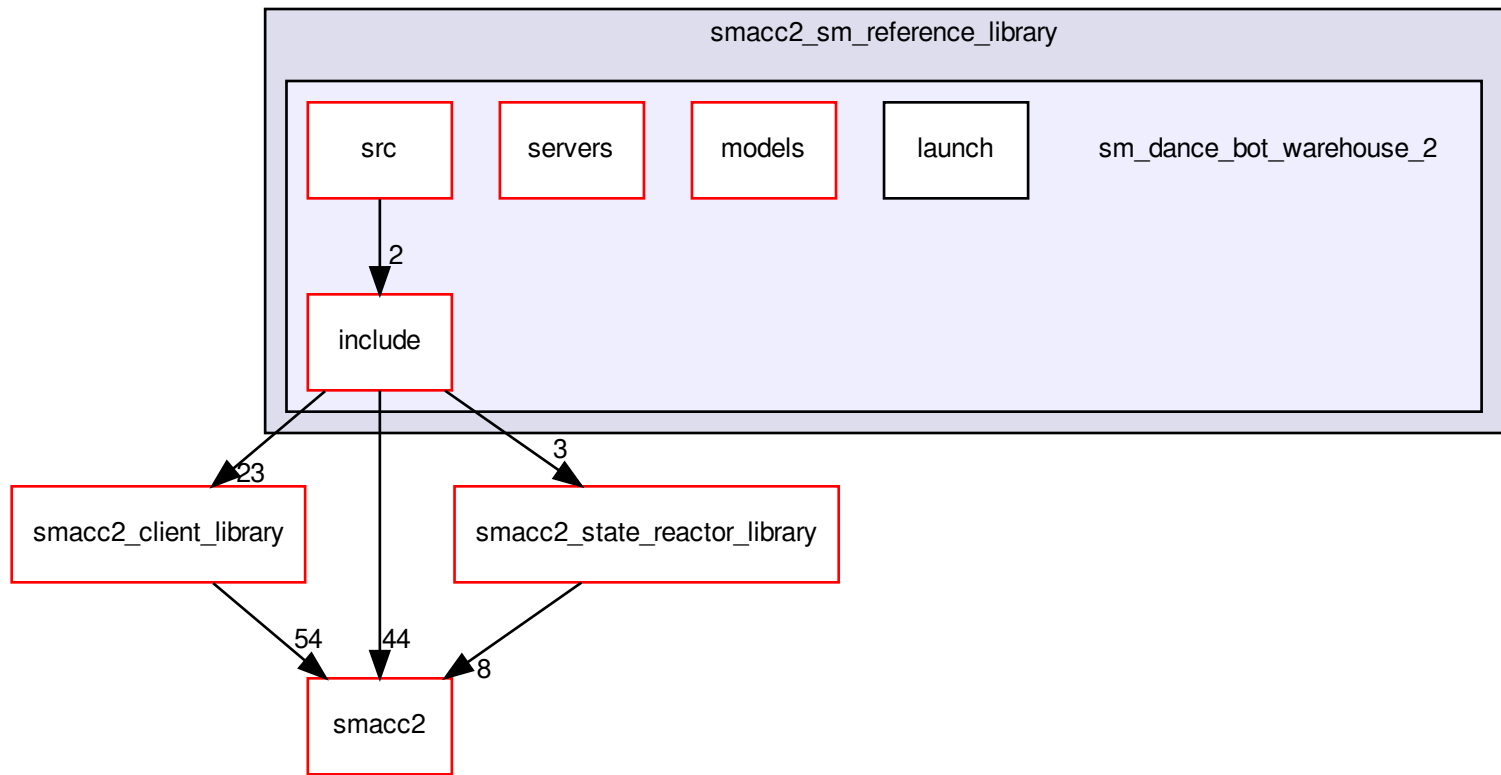 smacc2_sm_reference_library
src
servers
models
launch
sm_dance_bot_warehouse_2
2
include
23
3
smacc2_client_library
smacc2_state_reactor_library
54
44
8
smacc2